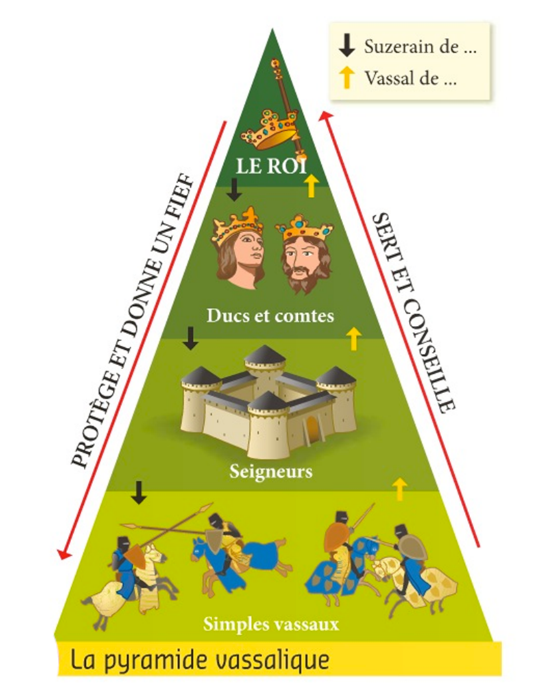 Suzerain de ...
Vassal de ...
LE ROI
PROTÈGE ET DONNE UN FIEF
SERT ET CONSEILLE
Ducs et comtes
Seigneurs
Simples vassaux
La pyramide vassalique